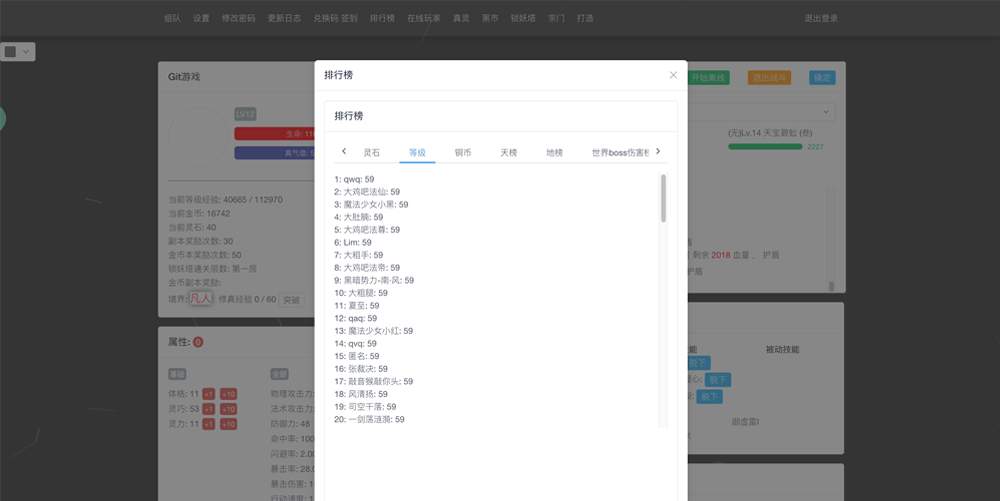 组队 设置 修改密码 更新日志 兑换码 签到 排行榜 在线玩家 真灵 黑市 锁妖塔 宗门 打造 退出登录
Git游戏
LV12
生命: 116
真气值:
当前等级经验: 40665 / 112970
当前金币: 16742
当前灵石: 40
副本奖励次数: 30
金币本奖励次数: 50
锁妖塔通关层数: 第一层
金币副本奖励:
境界: 凡人 修真经验 0 / 60 突破
属性: 0
基础 全部
体格: 11 +1 +10
灵巧: 53 +1 +10
灵力: 11 +1 +10
物理攻击力:
法术攻击力:
防御力: 48
命中率: 100
闪避率: 2.00
暴击率: 28.0
暴击伤害: 1
行动速度: 1
排行榜
排行榜
灵石 等级 铜币 天榜 地榜 世界boss伤害榜
1: qwq: 59
2: 大鸡吧法仙: 59
3: 魔法少女小黑: 59
4: 大肚腩: 59
5: 大鸡吧法尊: 59
6: Lim: 59
7: 大粗手: 59
8: 大鸡吧法帝: 59
9: 黑暗势力-南·风: 59
10: 大粗腿: 59
11: 夏至: 59
12: qaq: 59
13: 魔法少女小红: 59
14: qvq: 59
15: 匿名: 59
16: 张裁决: 59
17: 敲音猴敲你头: 59
18: 风清扬: 59
19: 司空千落: 59
20: 一剑荡涟漪: 59
开始离线 退出战斗 确定
(无)Lv.14 天宝碧蚣 (叁)
2227
剩余 2018 血量 , 护盾
护盾
被动技能
脱下
心: 脱下
脱下
御虚雷I